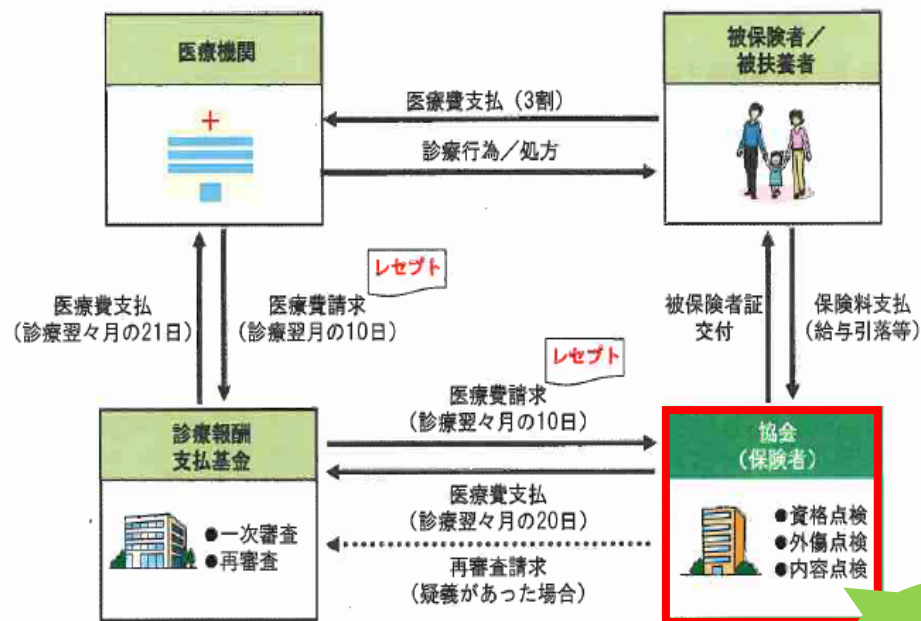 医療機関
被保険者／
被扶養者
医療費支払（3割）
診療行為／処方
レセプト
医療費支払
（診療翌々月の21日）
医療費請求
（診療翌月の10日）
被保険者証
交付
保険料支払
（給与引落等）
レセプト
医療費請求
（診療翌々月の10日）
診療報酬
支払基金
●一次審査
●再審査
協会
（保険者）
●資格点検
●外傷点検
●内容点検
医療費支払
（診療翌々月の20日）
再審査請求
（疑義があった場合）